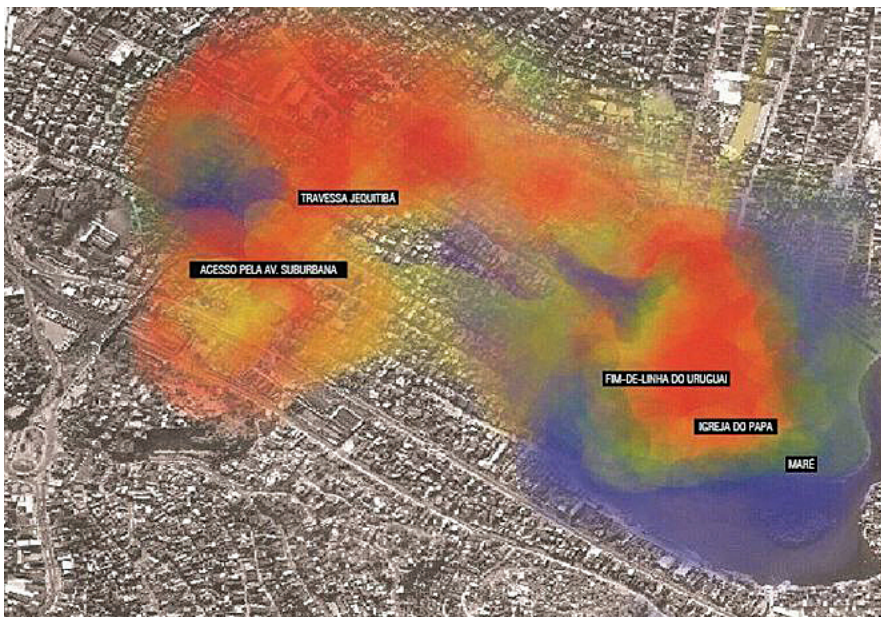 TRAVESSA JEQUITIBÁ
ACESSO PELA AV. SUBURBANA
FIM-DE-LINHA DO URUGUAI
IGREJA DO PAPA
MARÉ